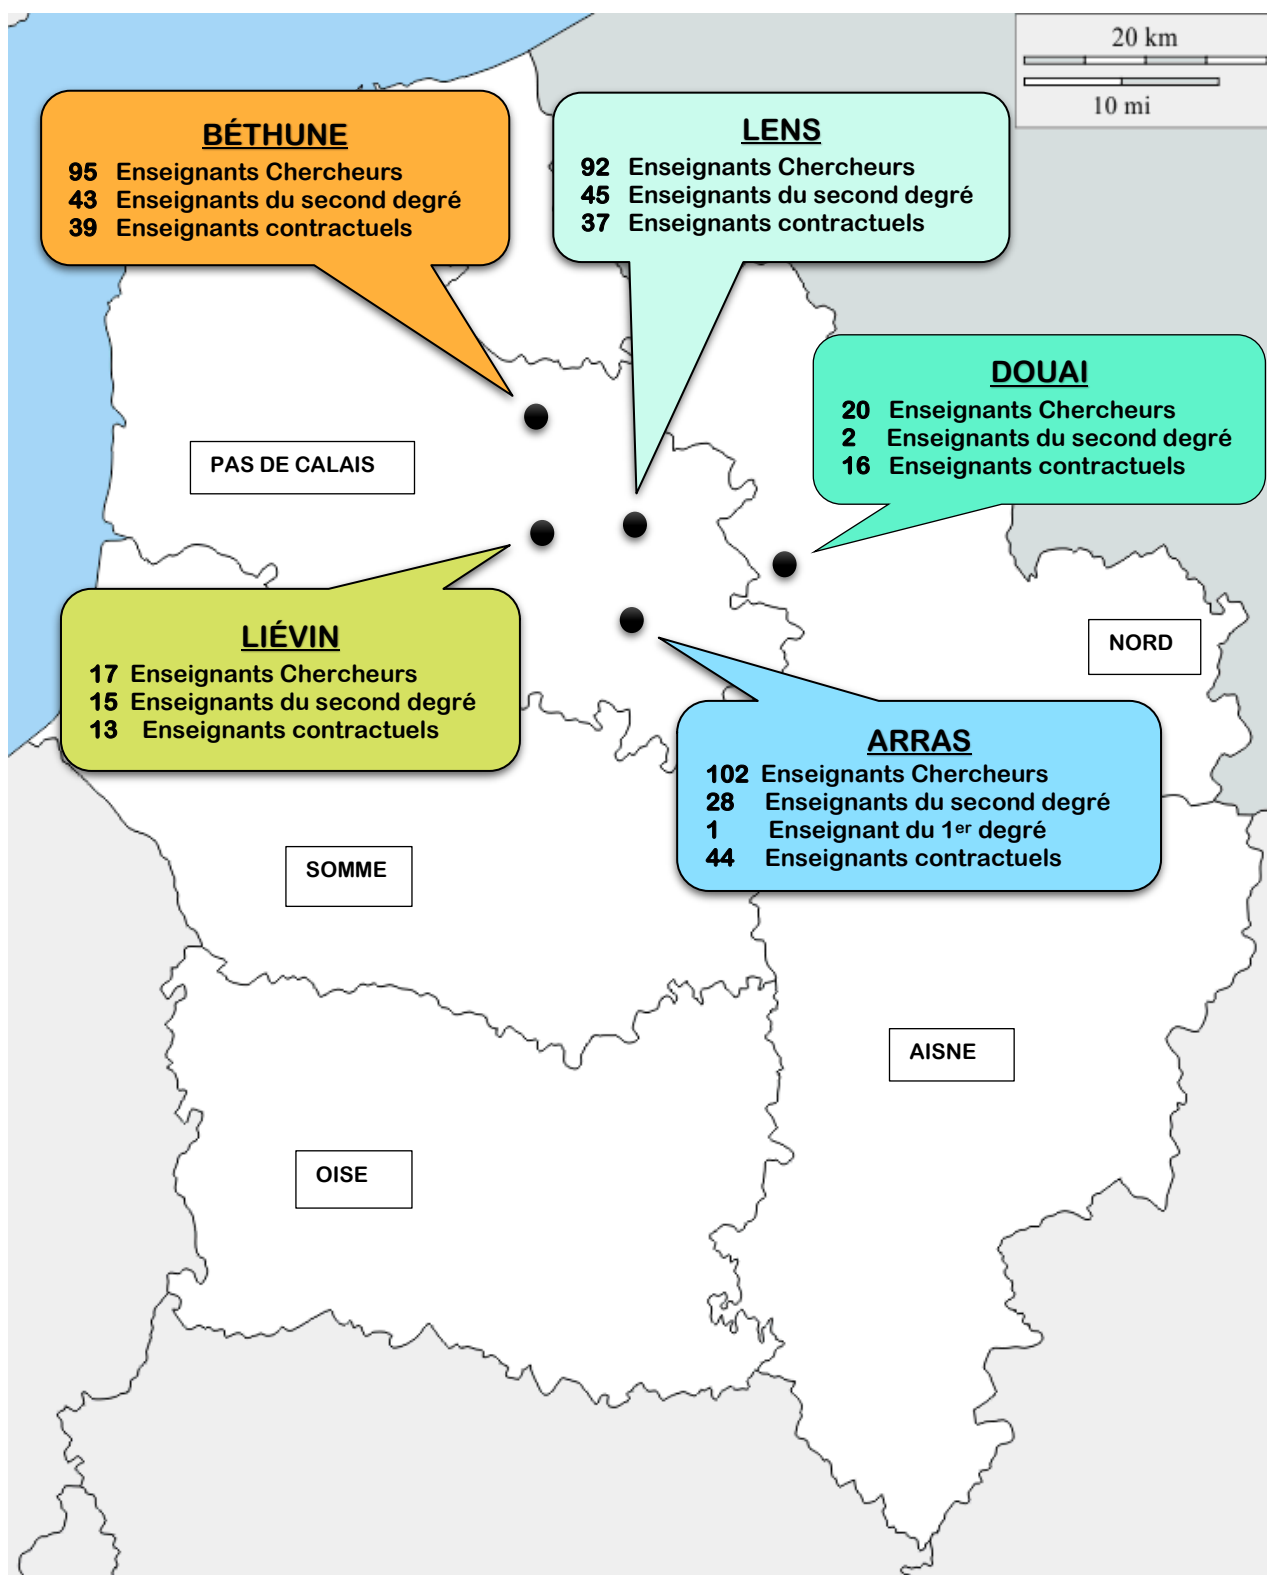 20 km
10 mi
BÉTHUNE
95 Enseignants Chercheurs
43 Enseignants du second degré
39 Enseignants contractuels
LENS
92 Enseignants Chercheurs
45 Enseignants du second degré
37 Enseignants contractuels
DOUAI
20 Enseignants Chercheurs
2 Enseignants du second degré
16 Enseignants contractuels
PAS DE CALAIS
LIÉVIN
17 Enseignants Chercheurs
15 Enseignants du second degré
13 Enseignants contractuels
NORD
ARRAS
102 Enseignants Chercheurs
28 Enseignants du second degré
1 Enseignant du 1er degré
44 Enseignants contractuels
SOMME
AISNE
OISE